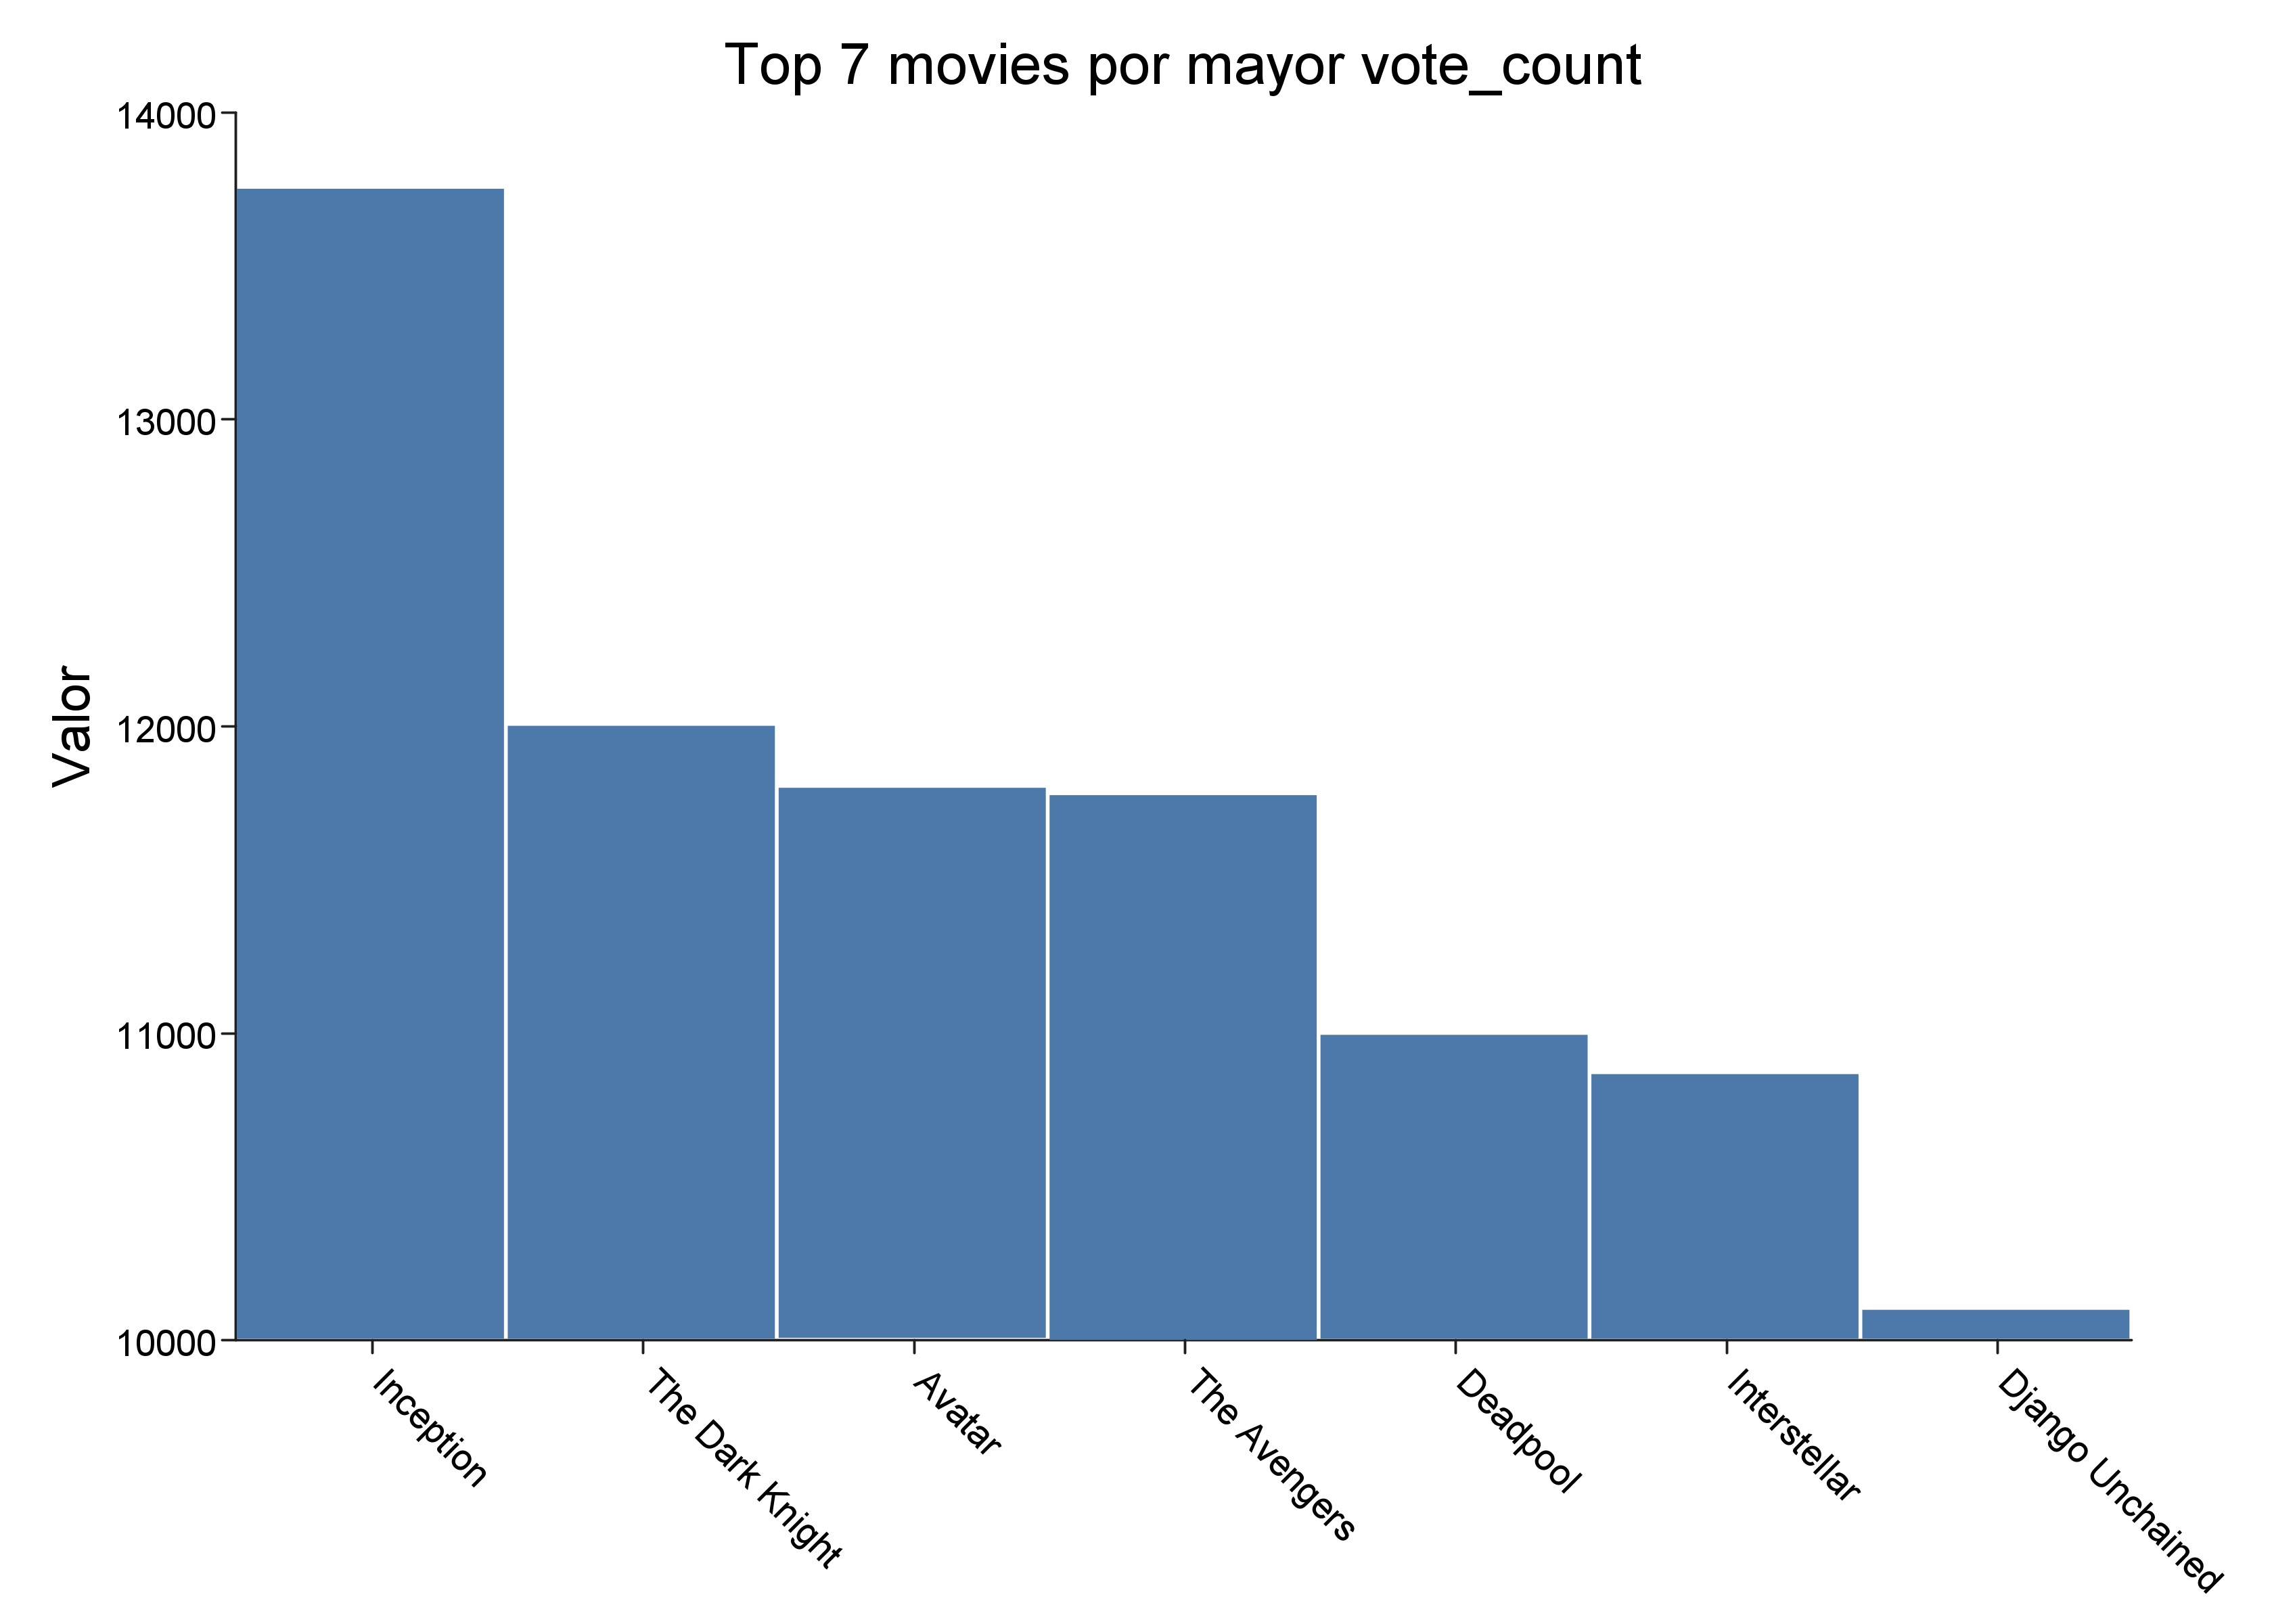 Top 7 movies por mayor vote_count
Valor
14000
13000
12000
11000
10000
Inception
The Dark Knight
Avatar
The Avengers
Deadpool
Interstellar
Django Unchained